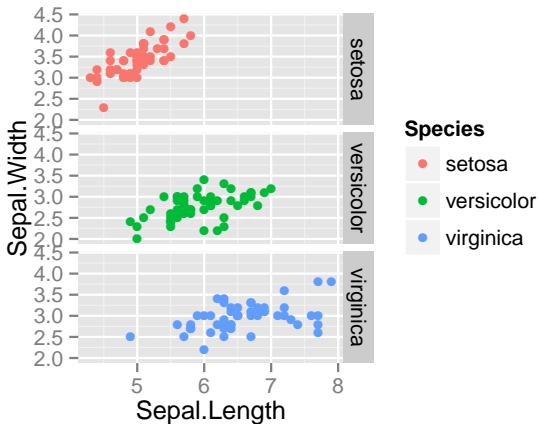 Sepal.Width
4.5
4.0
3.5
3.0
2.5
2.0
setosa
4.5
4.0
3.5
3.0
2.5
2.0
versicolor
4.5
4.0
3.5
3.0
2.5
2.0
virginica
5 6 7 8
Sepal.Length
Species
setosa
versicolor
virginica